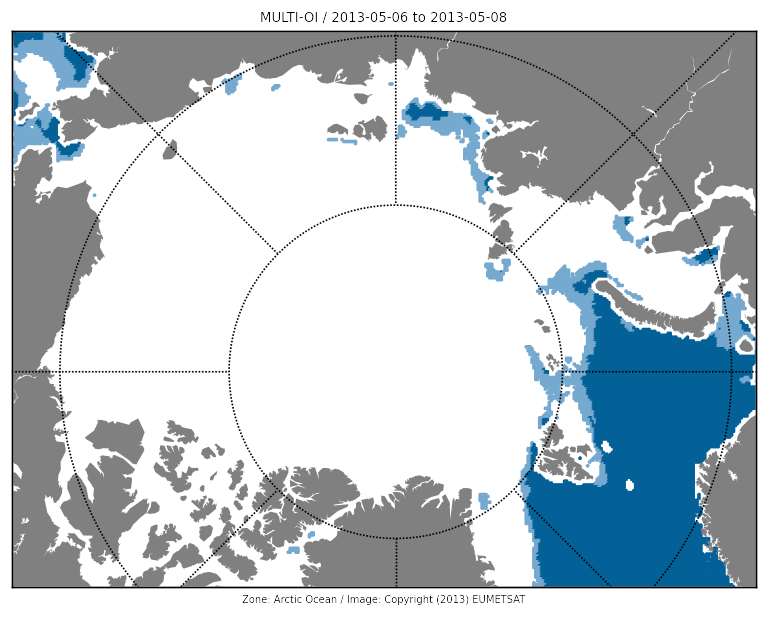 MULTI-OI / 2013-05-06 to 2013-05-08
Zone: Arctic Ocean / Image: Copyright (2013) EUMETSAT